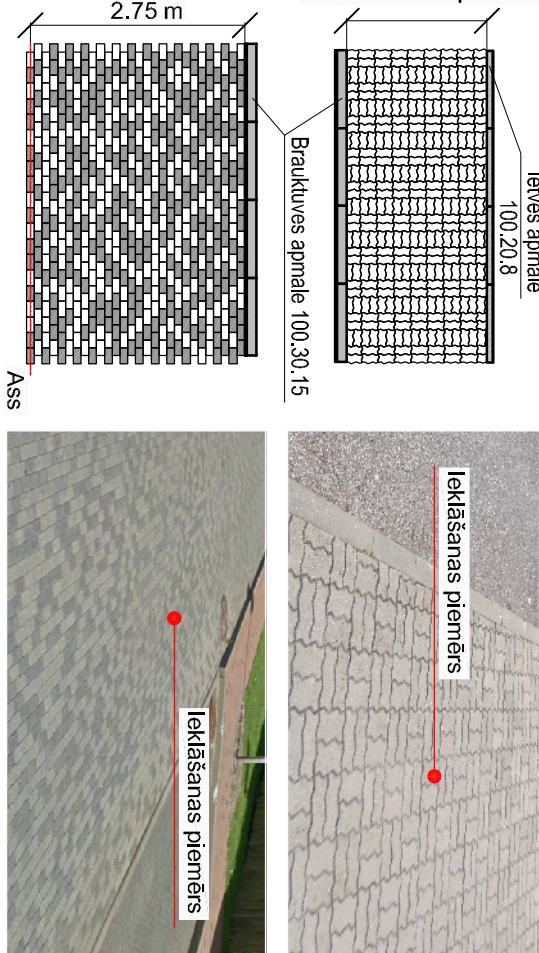 2.75 m
Ietves apmale
100.20.8
Brauktuves apmale 100.30.15
Ass
Ieklāšanas piemērs
Ieklāšanas piemērs